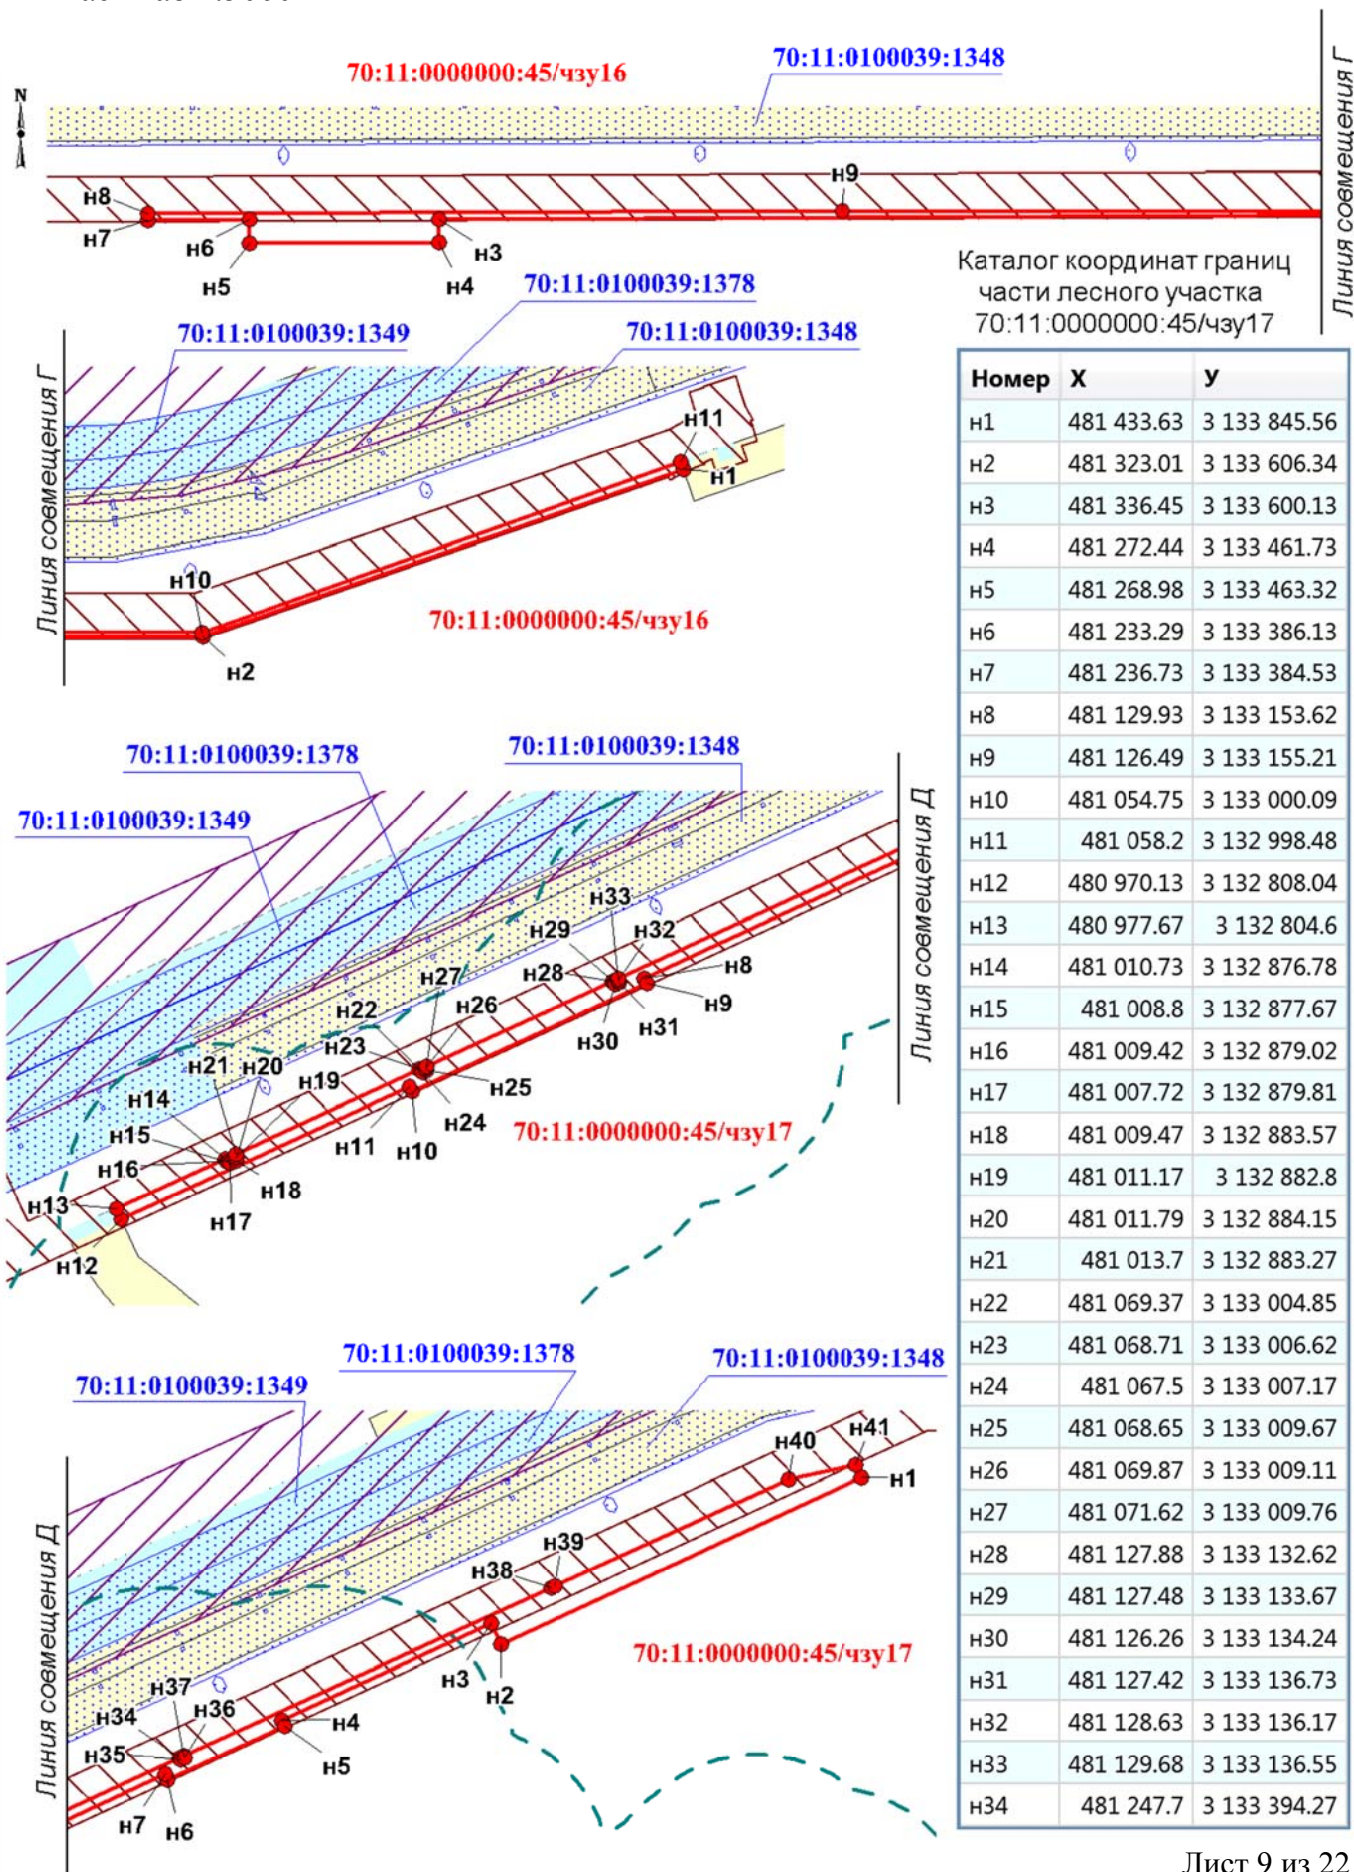 70:11:0000000:45/чзу16
70:11:0100039:1348
N
н8
н7
н6
н5
н3
н4
н9
Линия совмещения Г
Каталог координат границ
части лесного участка
70:11:0000000:45/чзу17
70:11:0100039:1378
70:11:0100039:1349
70:11:0100039:1348
Линия совмещения Г
н11
н1
н10
н2
70:11:0000000:45/чзу16
Номер X У
н1 481 433.63 3 133 845.56
н2 481 323.01 3 133 606.34
н3 481 336.45 3 133 600.13
н4 481 272.44 3 133 461.73
н5 481 268.98 3 133 463.32
н6 481 233.29 3 133 386.13
н7 481 236.73 3 133 384.53
н8 481 129.93 3 133 153.62
н9 481 126.49 3 133 155.21
н10 481 054.75 3 133 000.09
н11 481 058.2 3 132 998.48
н12 480 970.13 3 132 808.04
н13 480 977.67 3 132 804.6
н14 481 010.73 3 132 876.78
н15 481 008.8 3 132 877.67
н16 481 009.42 3 132 879.02
н17 481 007.72 3 132 879.81
н18 481 009.47 3 132 883.57
н19 481 011.17 3 132 882.8
н20 481 011.79 3 132 884.15
н21 481 013.7 3 132 883.27
н22 481 069.37 3 133 004.85
н23 481 068.71 3 133 006.62
н24 481 067.5 3 133 007.17
н25 481 068.65 3 133 009.67
н26 481 069.87 3 133 009.11
н27 481 071.62 3 133 009.76
н28 481 127.88 3 133 132.62
н29 481 127.48 3 133 133.67
н30 481 126.26 3 133 134.24
н31 481 127.42 3 133 136.73
н32 481 128.63 3 133 136.17
н33 481 129.68 3 133 136.55
н34 481 247.7 3 133 394.27
70:11:0100039:1378
70:11:0100039:1348
70:11:0100039:1349
Линия совмещения Д
н33
н29
н32
н28
н8
н27
н9
н22
н26
н30
н31
н23
н21
н20
н19
н25
н14
н24
н15
н11
н10
н16
н18
н13
н17
н12
70:11:0000000:45/чзу17
70:11:0100039:1378
70:11:0100039:1348
70:11:0100039:1349
Линия совмещения Д
н41
н40
н1
н39
н38
н3
н2
н37
н34
н36
н4
н35
н5
н7
н6
70:11:0000000:45/чзу17
Лист 9 из 22